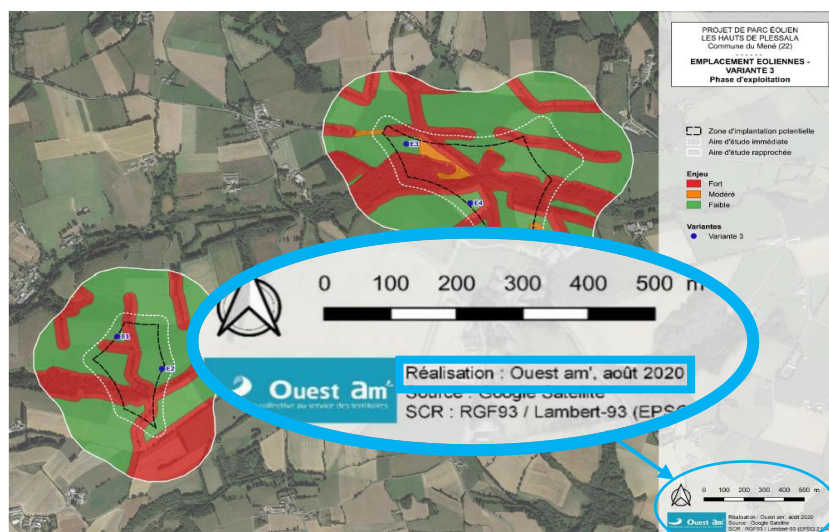 PROJET DE PARC ÉOLIEN
LES HAUTS DE PLESSALA
Commune du Mené (22)
------
EMPLACEMENT EOLIENNES -
VARIANTE 3
Phase d'exploitation
Zone d'implantation potentielle
Aire d'étude immédiate
Aire d'étude rapprochée
Enjeu
Fort
Modéré
Faible
Variantes
Variante 3
E3
E4
E1
E2
0 100 200 300 400 500 m
Ouest am'
collective au service des territoires
Réalisation : Ouest am', août 2020
Source : Google Satellite
SCR : RGF93 / Lambert-93 (EPSG
0 100 200 300 400 500 m
Ouest am'
Réalisation : Ouest am', août 2020
Source : Google Satellite
SCR : RGF93 / Lambert-93 (EPSG